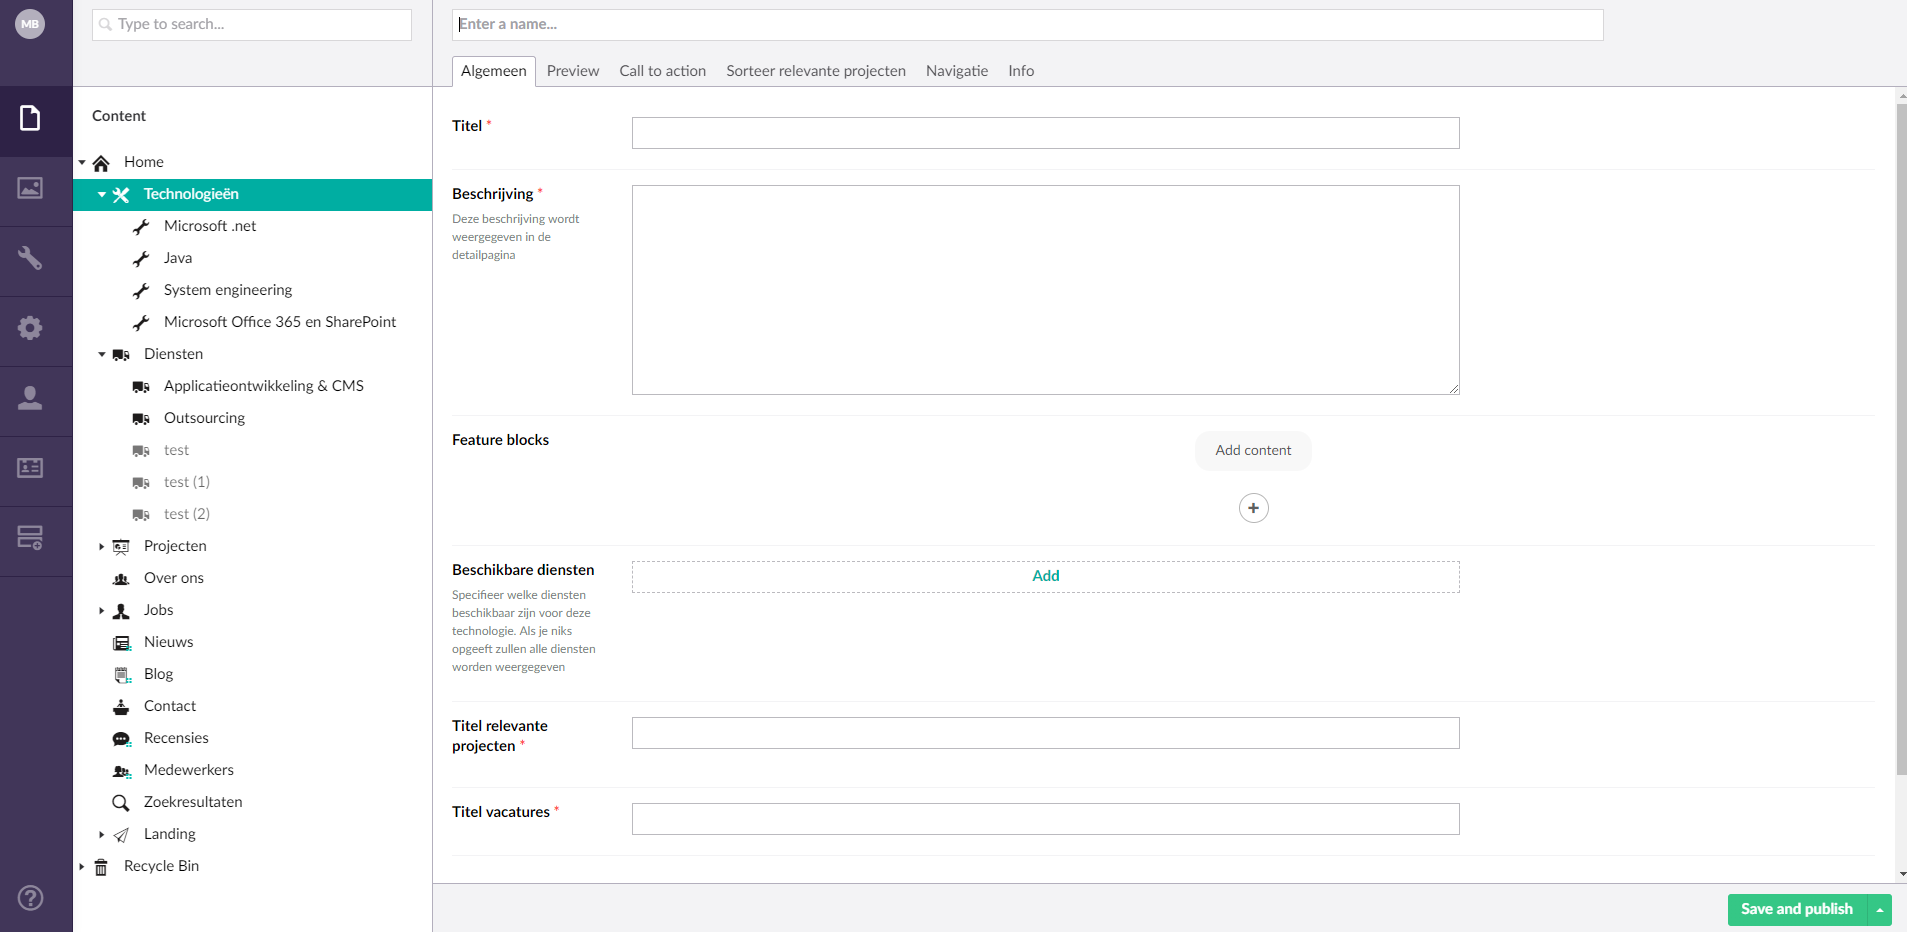 MB
Type to search...
Content
Home
Technologieën
Microsoft .net
Java
System engineering
Microsoft Office 365 en SharePoint
Diensten
Applicatieontwikkeling & CMS
Outsourcing
test
test (1)
test (2)
Projecten
Over ons
Jobs
Nieuws
Blog
Contact
Recensies
Medewerkers
Zoekresultaten
Landing
Recycle Bin
Enter a name...
Algemeen Preview Call to action Sorteer relevante projecten Navigatie Info
Titel *
Beschrijving *
Deze beschrijving wordt
weergegeven in de
detailpagina
Feature blocks
Add content
Beschikbare diensten
Specifieer welke diensten
beschikbaar zijn voor deze
technologie. Als je niks
opgeeft zullen alle diensten
worden weergegeven
Add
Titel relevante
projecten *
Titel vacatures *
Save and publish